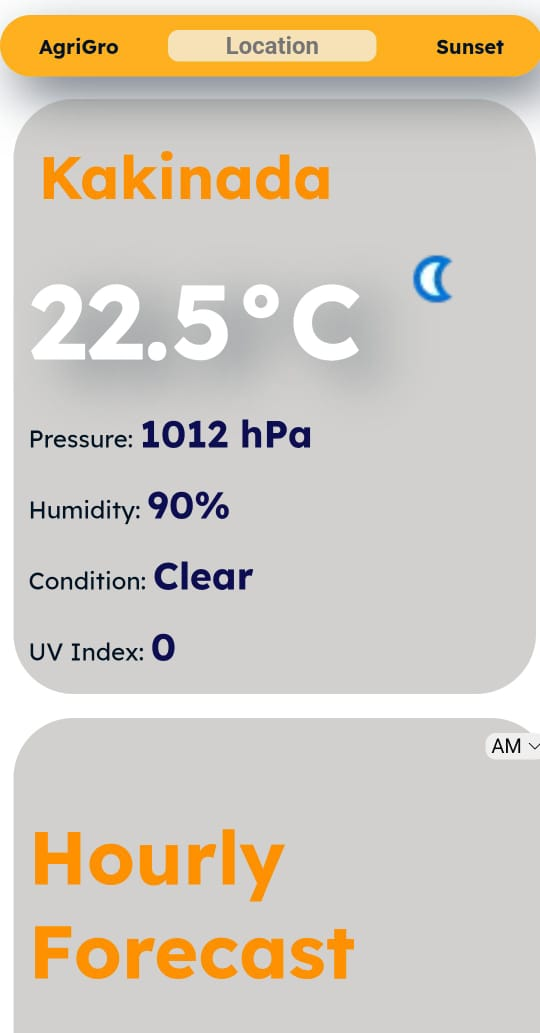 AgriGro Location Sunset
Kakinada
22.5°C
Pressure: 1012 hPa
Humidity: 90%
Condition: Clear
UV Index: 0
AM
Hourly
Forecast